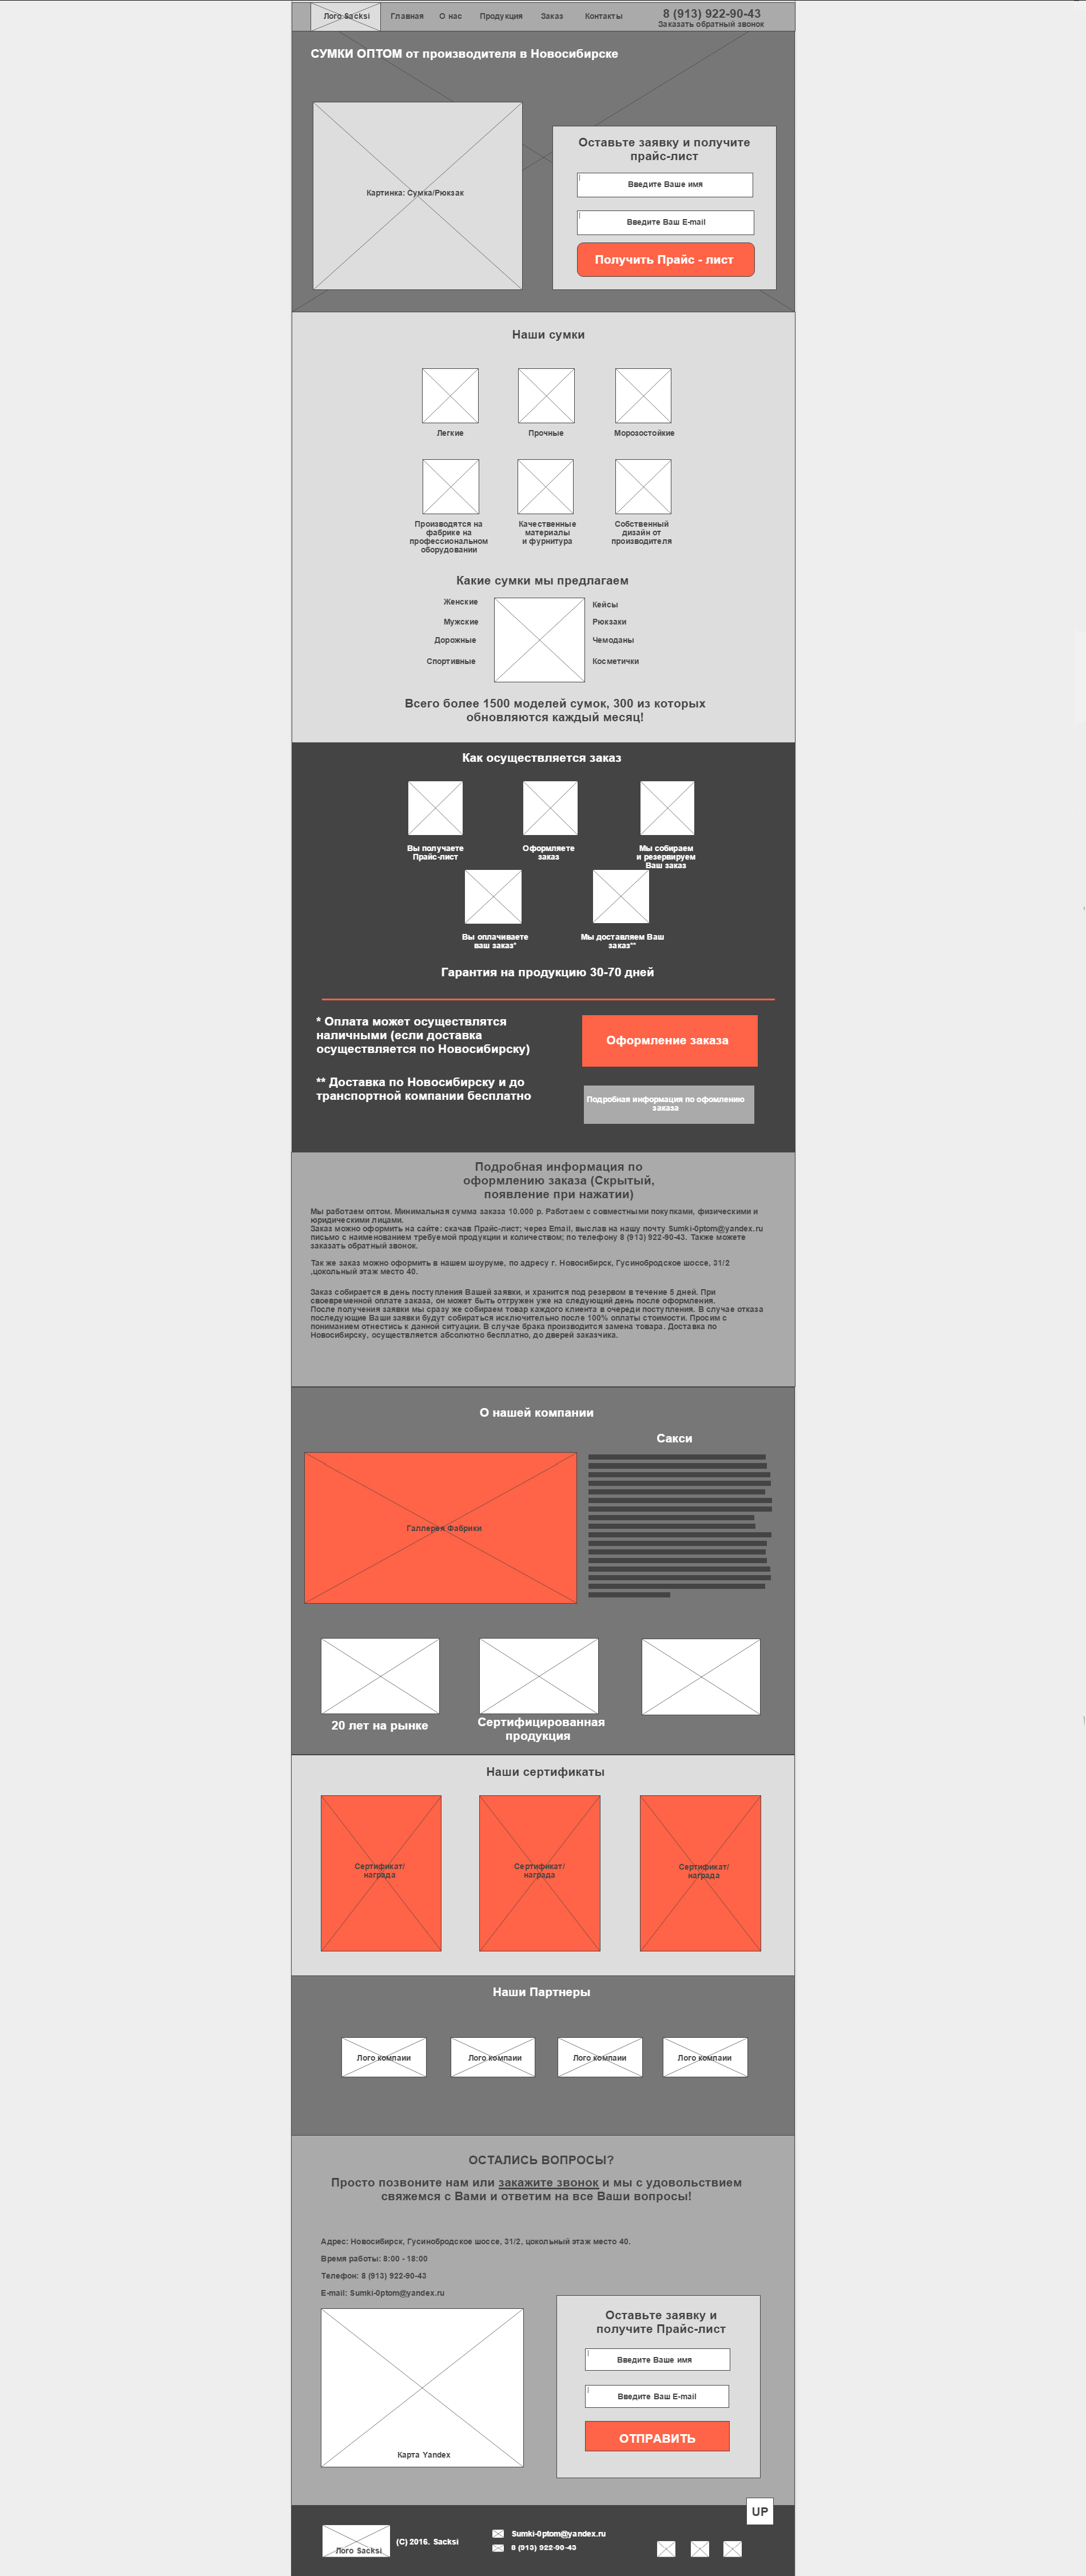 Лого Sacksi
Главная
О нас
Продукция
Заказ
Контакты
8 (913) 922-90-43
Заказать обратный звонок
СУМКИ ОПТОМ от производителя в Новосибирске
Картинка: Сумка/Рюкзак
Оставьте заявку и получите
прайс-лист
Введите Ваше имя
Введите Ваш E-mail
Получить Прайс - лист
Наши сумки
Легкие
Прочные
Морозостойкие
Производятся на
фабрике на
профессиональном
оборудовании
Качественные
материалы
и фурнитура
Собственный
дизайн от
производителя
Какие сумки мы предлагаем
Женские
Мужские
Дорожные
Спортивные
Кейсы
Рюкзаки
Чемоданы
Косметички
Всего более 1500 моделей сумок, 300 из которых
обновляются каждый месяц!
Как осуществляется заказ
Вы получаете
Прайс-лист
Оформляете
заказ
Мы собираем
и резервируем
Ваш заказ
Вы оплачиваете
ваш заказ*
Мы доставляем Ваш
заказ**
Гарантия на продукцию 30-70 дней
* Оплата может осуществлятся
наличными (если доставка
осуществляется по Новосибирску)
** Доставка по Новосибирску и до
транспортной компании бесплатно
Оформление заказа
Подробная информация по офомлению
заказа
Подробная информация по
оформлению заказа (Скрытый,
появление при нажатии)
Мы работаем оптом. Минимальная сумма заказа 10.000 р. Работаем с совместными покупками, физическими и
юридическими лицами.
Заказ можно оформить на сайте: скачав Прайс-лист; через Email, выслав на нашу почту Sumki-0ptom@yandex.ru
письмо с наименованием требуемой продукции и количеством; по телефону 8 (913) 922-90-43. Также можете
заказать обратный звонок.
Так же заказ можно оформить в нашем шоуруме, по адресу г. Новосибирск, Гусинобродское шоссе, 31/2
,цокольный этаж место 40.
Заказ собирается в день поступления Вашей заявки, и хранится под резервом в течение 5 дней. При
своевременной оплате заказа, он может быть отгружен уже на следующий день после оформления.
После получения заявки мы сразу же собираем товар каждого клиента в очереди поступления. В случае отказа
последующие Ваши заявки будут собираться исключительно после 100% оплаты стоимости. Просим с
пониманием отнестись к данной ситуации. В случае брака производится замена товара. Доставка по
Новосибирску, осуществляется абсолютно бесплатно, до дверей заказчика.
О нашей компании
Сакси
Галлерея Фабрики
20 лет на рынке
Сертифицированная
продукция
Наши сертификаты
Сертификат/
награда
Сертификат/
награда
Сертификат/
награда
Наши Партнеры
Лого компаии
Лого компаии
Лого компаии
Лого компаии
ОСТАЛИСЬ ВОПРОСЫ?
Просто позвоните нам или закажите звонок и мы с удовольствием
свяжемся с Вами и ответим на все Ваши вопросы!
Адрес: Новосибирск, Гусинобродское шоссе, 31/2, цокольный этаж место 40.
Время работы: 8:00 - 18:00
Телефон: 8 (913) 922-90-43
E-mail: Sumki-0ptom@yandex.ru
Карта Yandex
Оставьте заявку и
получите Прайс-лист
Введите Ваше имя
Введите Ваш E-mail
ОТПРАВИТЬ
UP
Лого Sacksi
(С) 2016. Sacksi
Sumki-0ptom@yandex.ru
8 (913) 922-90-43